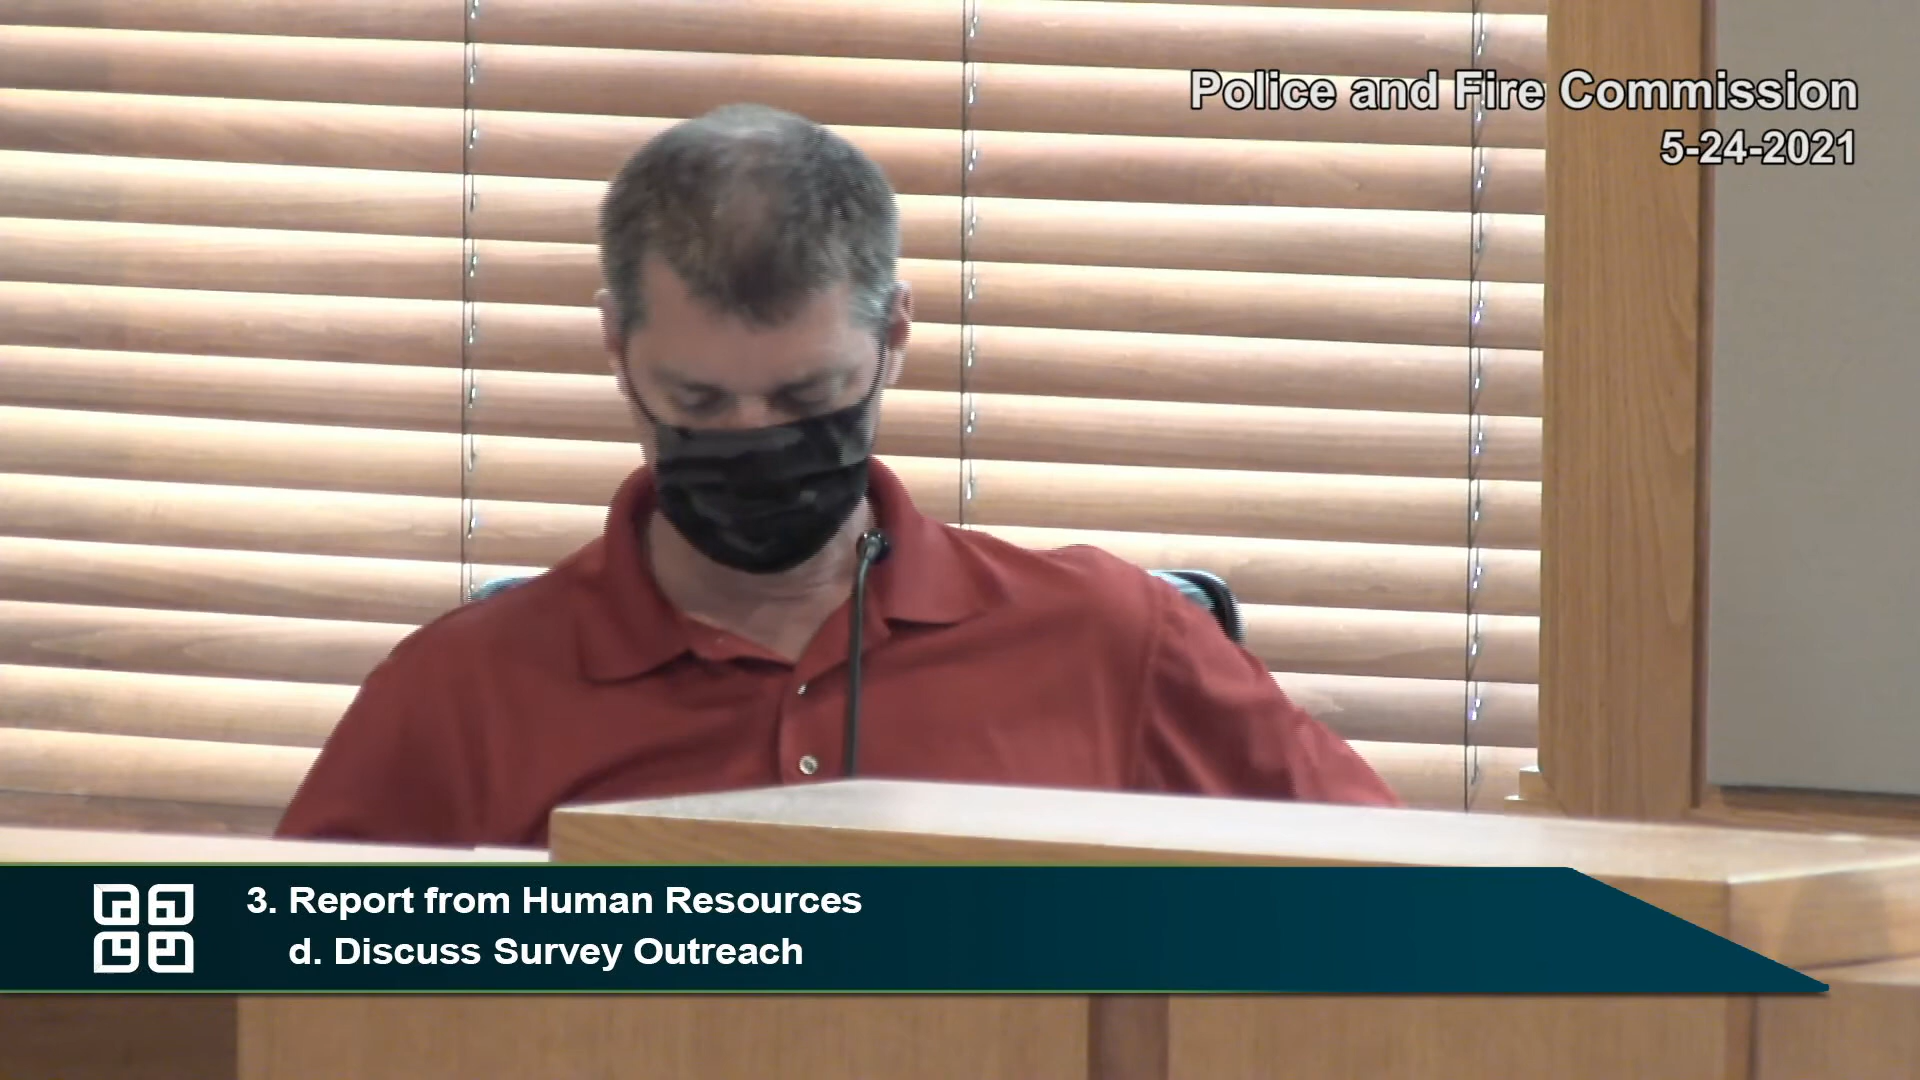 Police and Fire Commission
5-24-2021
3. Report from Human Resources
d. Discuss Survey Outreach